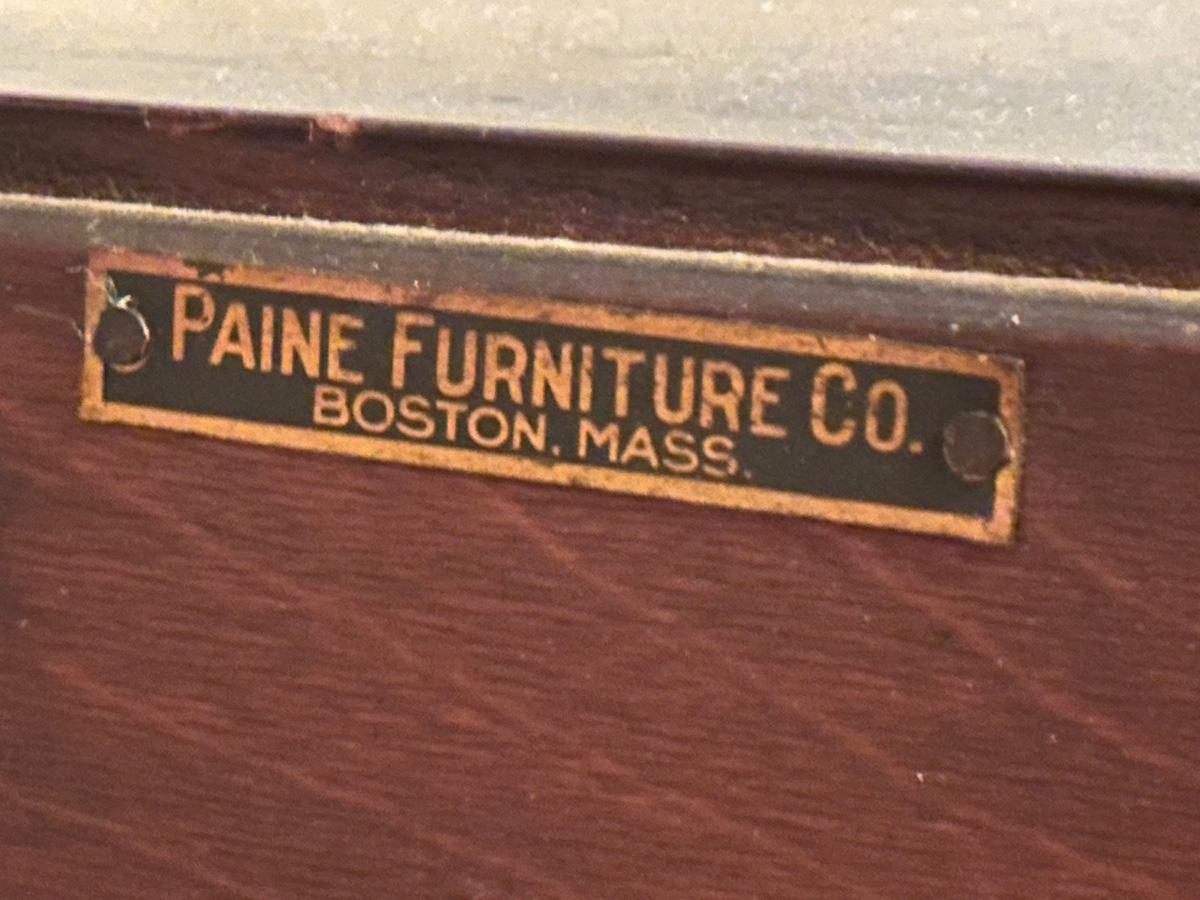 PAINE FURNITURE CO.
BOSTON, MASS.